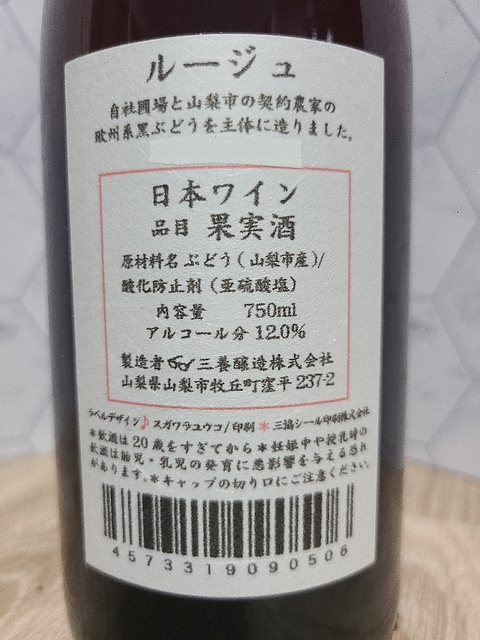 ルージュ
自社圃場と山梨市の契約農家の
欧州系黒ぶどうを主体に造りました。
日本ワイン
品目 果実酒
原材料名 ぶどう(山梨市産)/
酸化防止剤(亜硫酸塩)
内容量 750ml
アルコール分 12.0%
製造者 三養醸造株式会社
山梨県山梨市牧丘町窪平 237-2
ラベルデザイン♪スガワラユウコ/印刷＊三協シール印刷株式会社
＊飲酒は20歳をすぎてから＊妊娠中や授乳時の
飲酒は胎児・乳児の発育に悪影響を与える恐れ
があります。＊キャップの切り口にご注意ください。
4573319090506